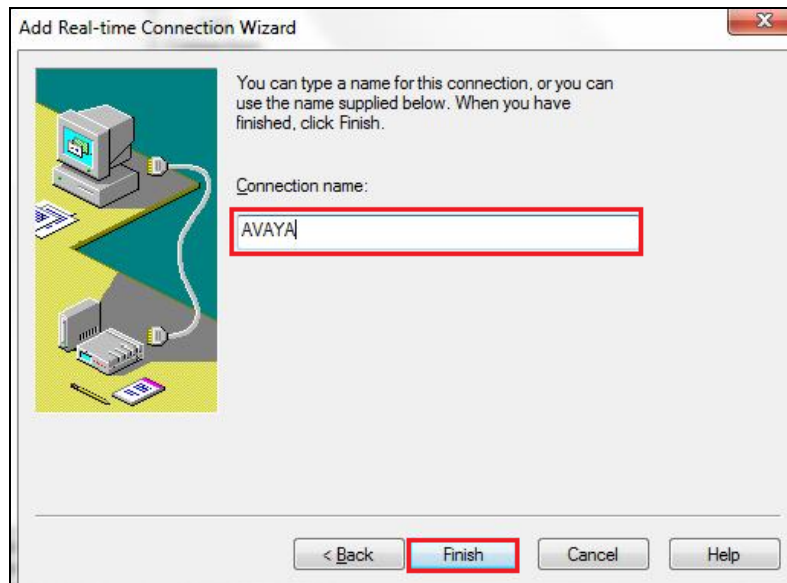 Add Real-time Connection Wizard
You can type a name for this connection, or you can
use the name supplied below. When you have
finished, click Finish.
Connection name:
AVAYA
< Back
Finish
Cancel
Help